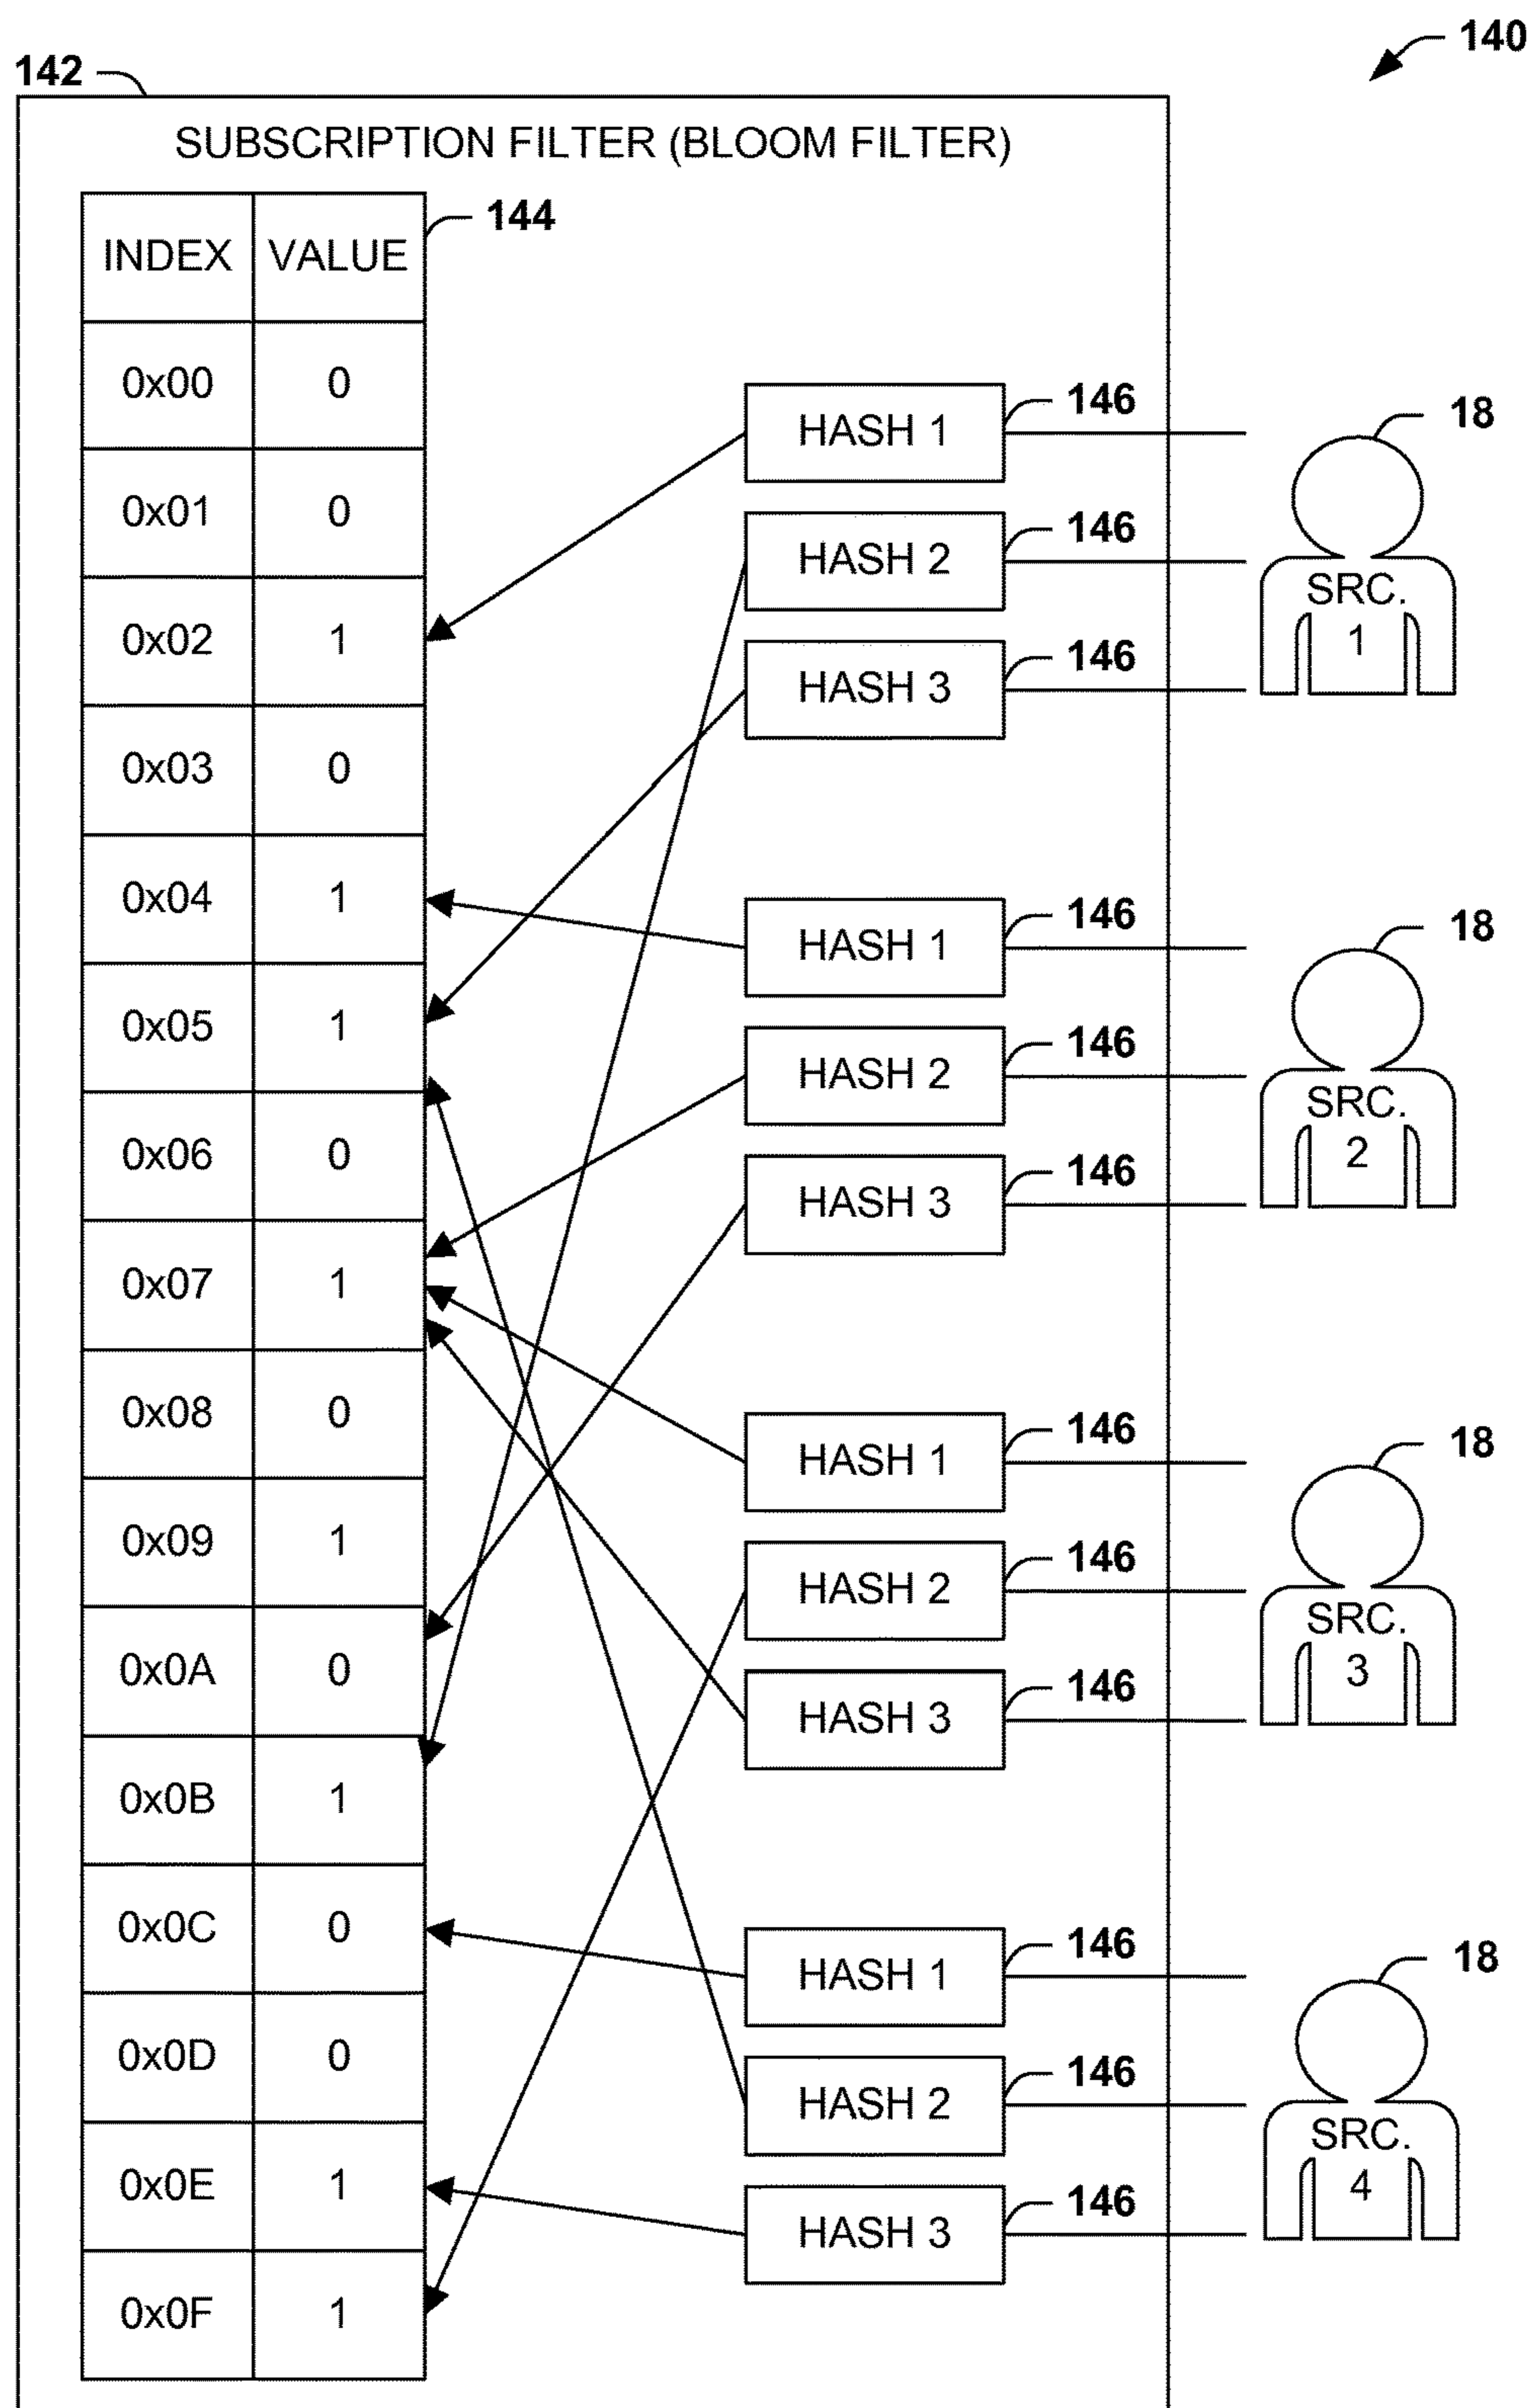 140
142
SUBSCRIPTION FILTER (BLOOM FILTER)
144
INDEX VALUE
0x00 0
0x01 0
0x02 1
0x03 0
0x04 1
0x05 1
0x06 0
0x07 1
0x08 0
0x09 1
0x0A 0
0x0B 1
0x0C 0
0x0D 0
0x0E 1
0x0F 1
HASH 1 146
HASH 2 146
HASH 3 146
18
SRC.
1
HASH 1 146
HASH 2 146
HASH 3 146
18
SRC.
2
HASH 1 146
HASH 2 146
HASH 3 146
18
SRC.
3
HASH 1 146
HASH 2 146
HASH 3 146
18
SRC.
4